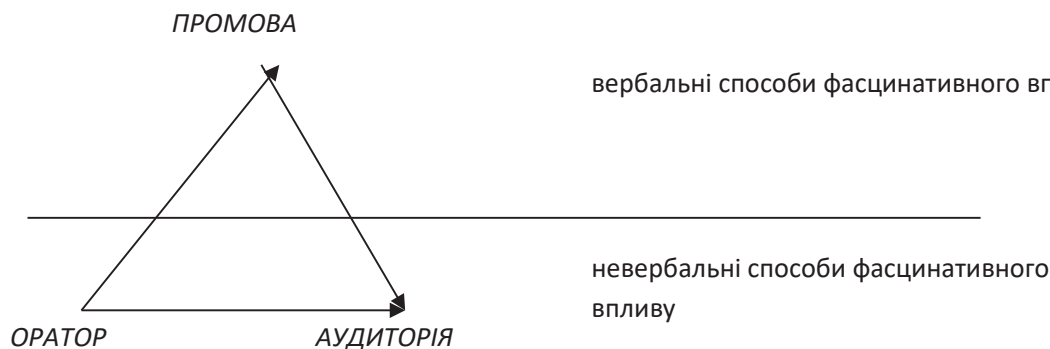 ПРОМОВА
вербальні способи фасцинативного вп
невербальні способи фасцинативного
впливу
ОРАТОР АУДИТОРІЯ